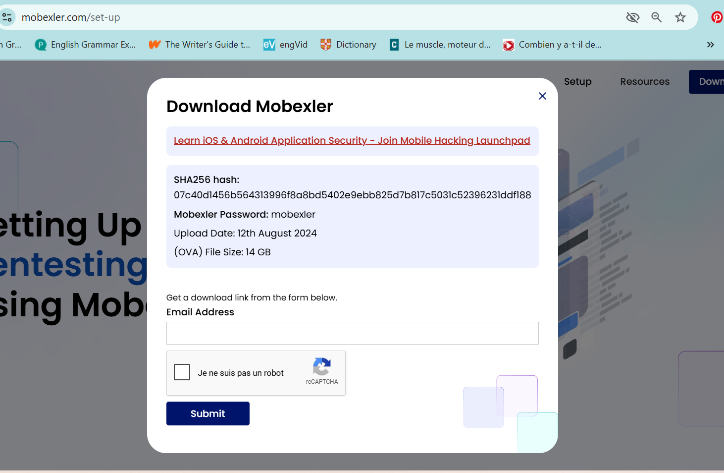 mobexler.com/set-up
n Gr...
English Grammar Ex...
The Writer's Guide t...
engVid
Dictionary
Le muscle, moteur d...
Combien y a-t-il de...
Setup
Resources
Down
Download Mobexler
Learn iOS & Android Application Security - Join Mobile Hacking Launchpad
SHA256 hash:
07c40d1456b564313996f8a8bd5402e9ebb825d7b817c5031c52396231ddf188
Mobexler Password: mobexler
Upload Date: 12th August 2024
(OVA) File Size: 14 GB
etting Up
entesting
sing Mob
Get a download link from the form below.
Email Address
Je ne suis pas un robot
reCAPTCHA
Submit